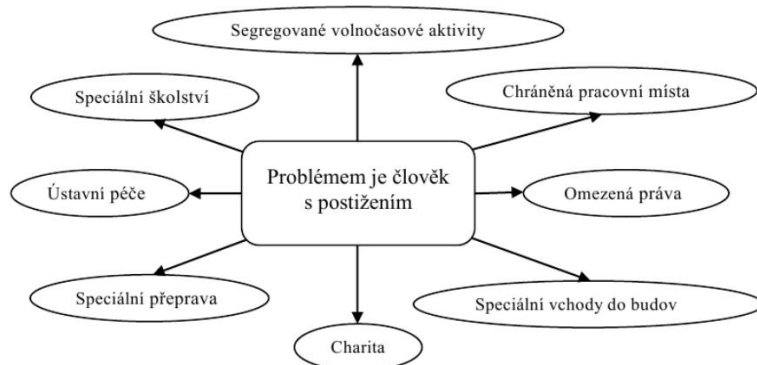 Segregované volnočasové aktivity
Speciální školství
Chráněná pracovní místa
Problémem je člověk
s postižením
Ústavní péče
Omezená práva
Speciální přeprava
Speciální vchody do budov
Charita